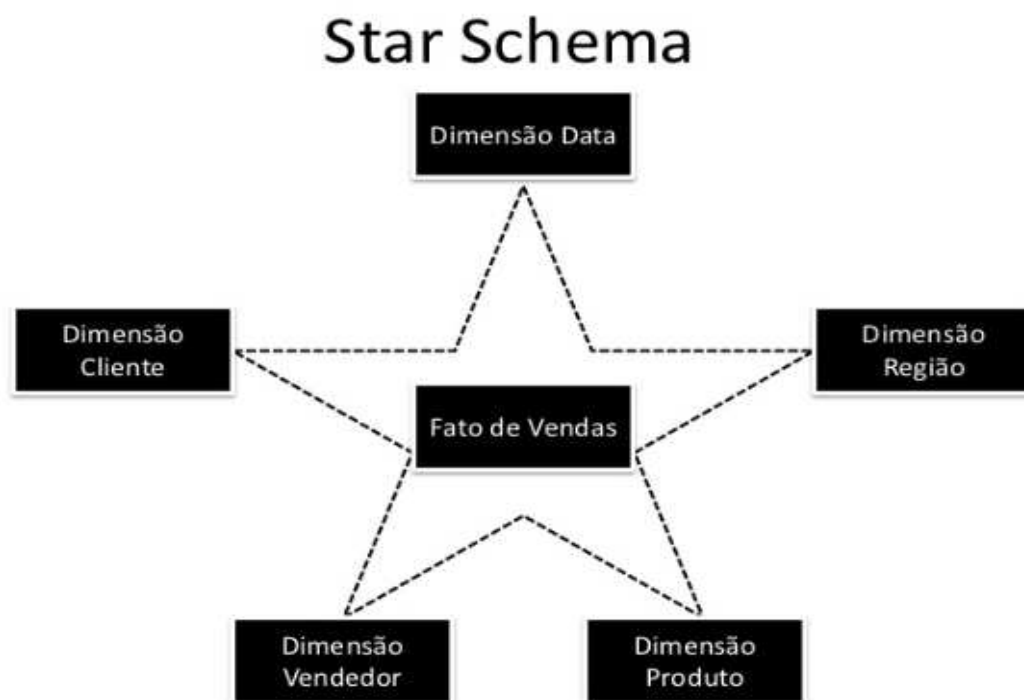 Star Schema
Dimensão Data
Dimensão
Cliente
Dimensão
Região
Fato de Vendas
Dimensão
Vendedor
Dimensão
Produto